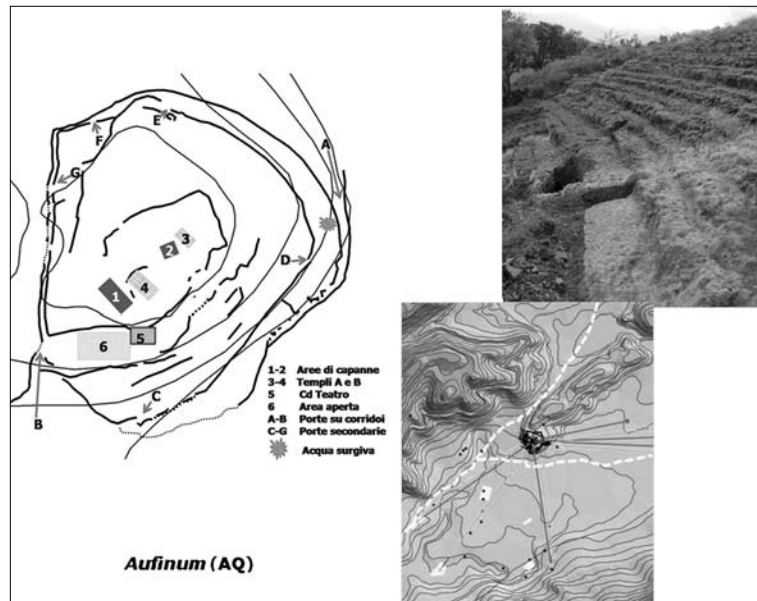 A
E
F
G
3
2
D
4
1
5
6
C
B
1-2 Aree di capanne
3-4 Templi A e B
5 Cd Teatro
6 Area aperta
A-B Porte su corridoi
C-G Porte secondarie
Acqua surgiva
Aufinum (AQ)